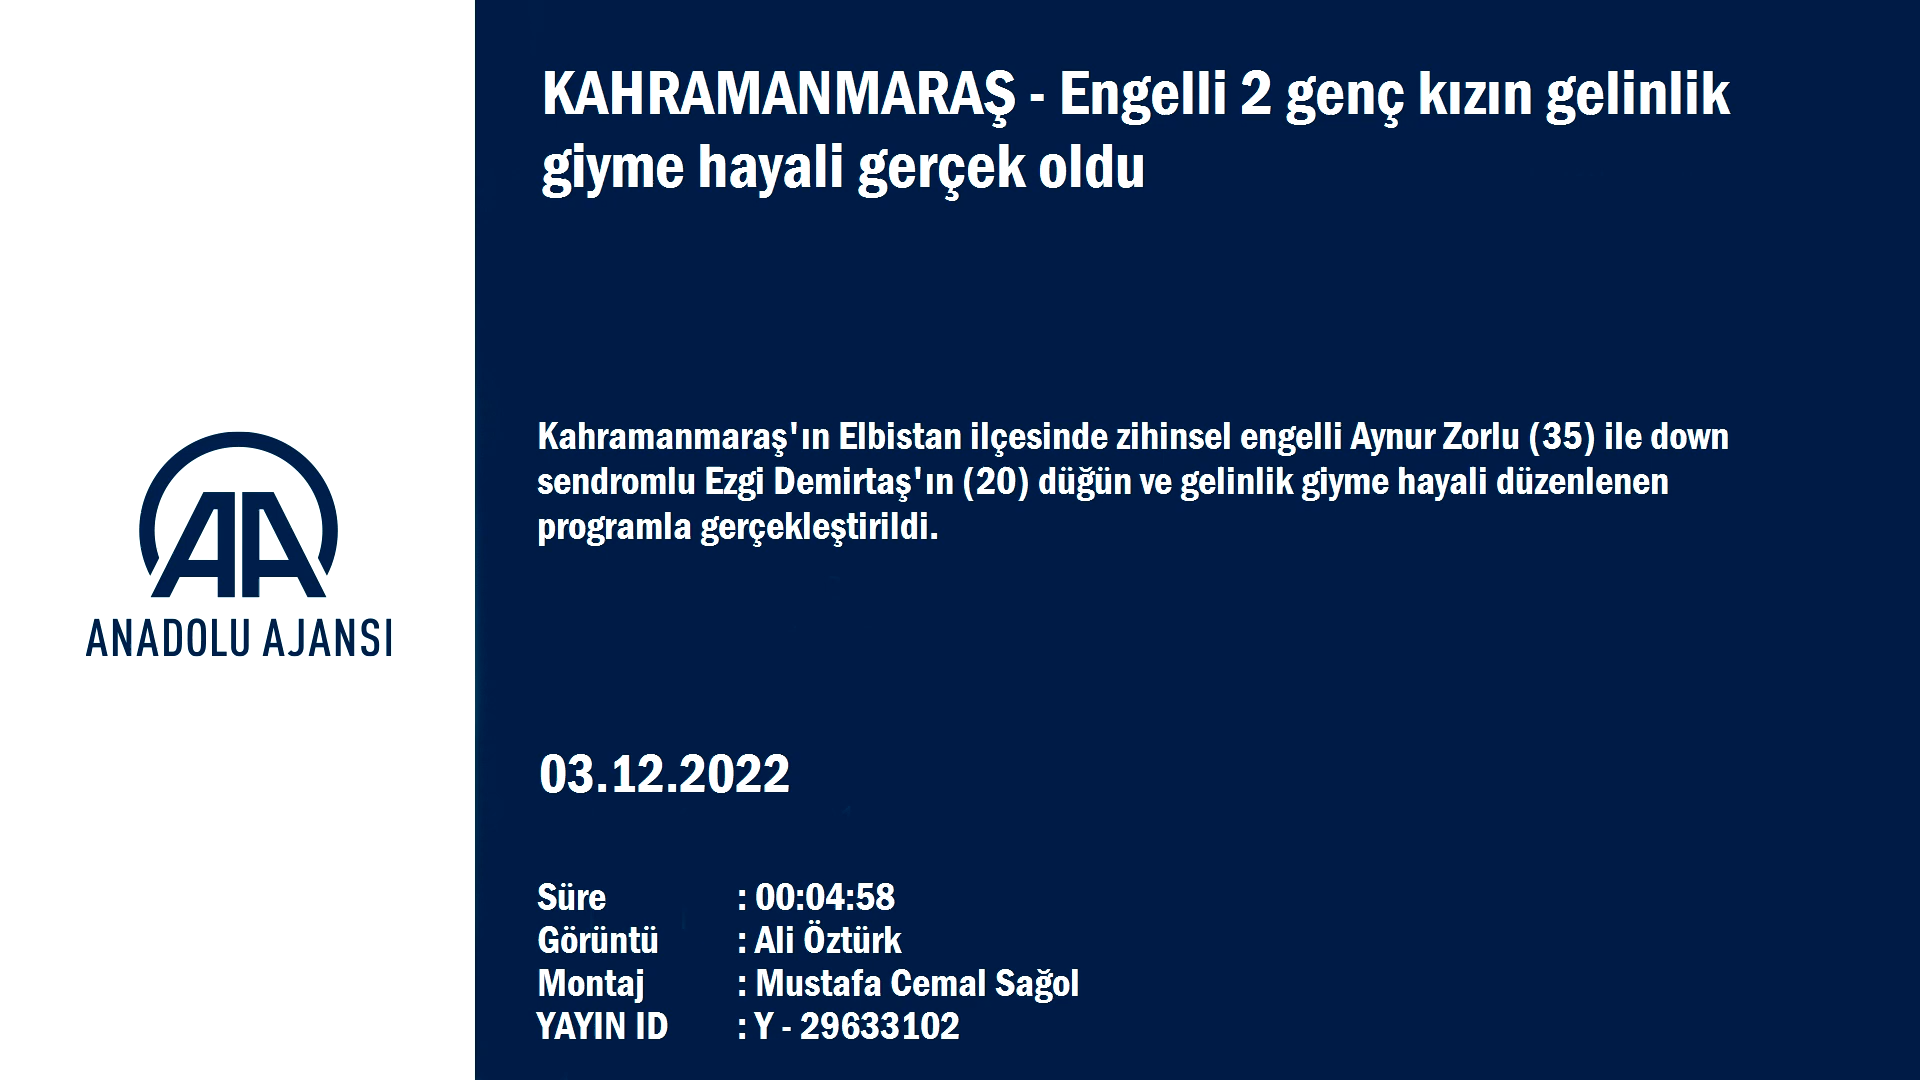 KAHRAMANMARAŞ - Engelli 2 genç kızın gelinlik
giyme hayali gerçek oldu
Kahramanmaraş'ın Elbistan ilçesinde zihinsel engelli Aynur Zorlu (35) ile down
sendromlu Ezgi Demirtaş'ın (20) düğün ve gelinlik giyme hayali düzenlenen
programla gerçekleştirildi.
AA
ANADOLU AJANSI
03.12.2022
Süre : 00:04:58
Görüntü : Ali Öztürk
Montaj : Mustafa Cemal Sağol
YAYIN ID : Y - 29633102